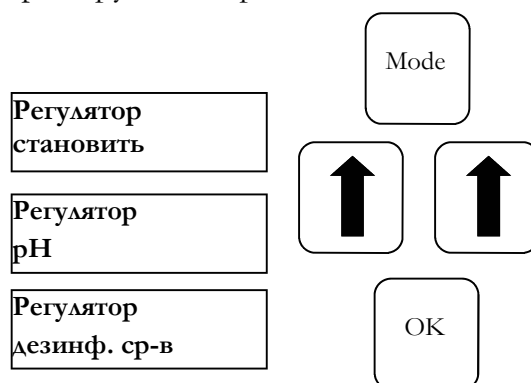 Mode
Регулятор
становить
Регулятор
pH
Регулятор
дезинф. ср-в
OK